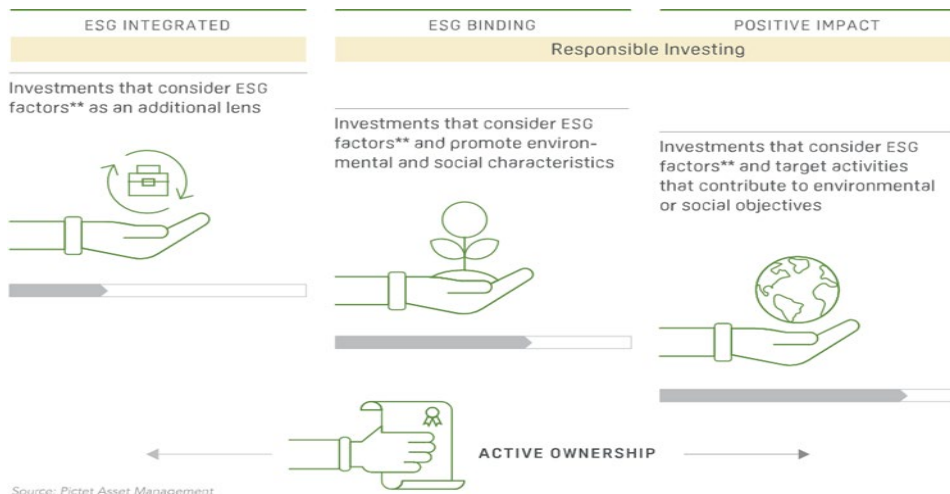 ESG INTEGRATED
ESG BINDING
POSITIVE IMPACT
Responsible Investing
Investments that consider ESG
factors** as an additional lens
Investments that consider ESG
factors** and promote environ-
mental and social characteristics
Investments that consider ESG
factors** and target activities
that contribute to environmental
or social objectives
ACTIVE OWNERSHIP
Source: Pictet Asset Management